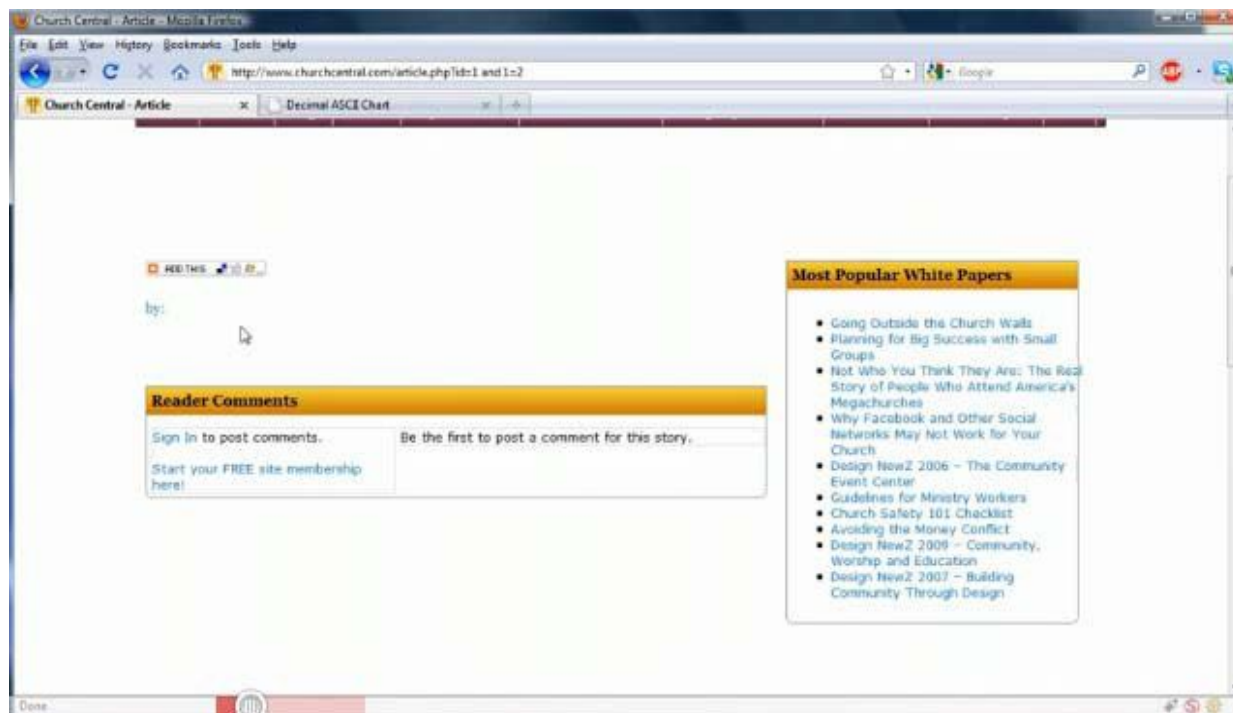 Church Central - Article - Mozilla Firefox
File Edit View History Bookmarks Tools Help
http://www.churchcentral.com/article.php?id=1 and 1=2
Google
ABP
Church Central - Article
Decimal ASCII Chart
ADD THIS
by:
Reader Comments
Sign In to post comments.
Be the first to post a comment for this story.
Start your FREE site membership
here!
Most Popular White Papers
Going Outside the Church Walls
Planning for Big Success with Small
Groups
Not Who You Think They Are: The Real
Story of People Who Attend America's
Megachurches
Why Facebook and Other Social
Networks May Not Work for Your
Church
Design NewZ 2006 – The Community
Event Center
Guidelines for Ministry Workers
Church Safety 101 Checklist
Avoiding the Money Conflict
Design NewZ 2009 – Community,
Worship and Education
Design NewZ 2007 – Building
Community Through Design
Done